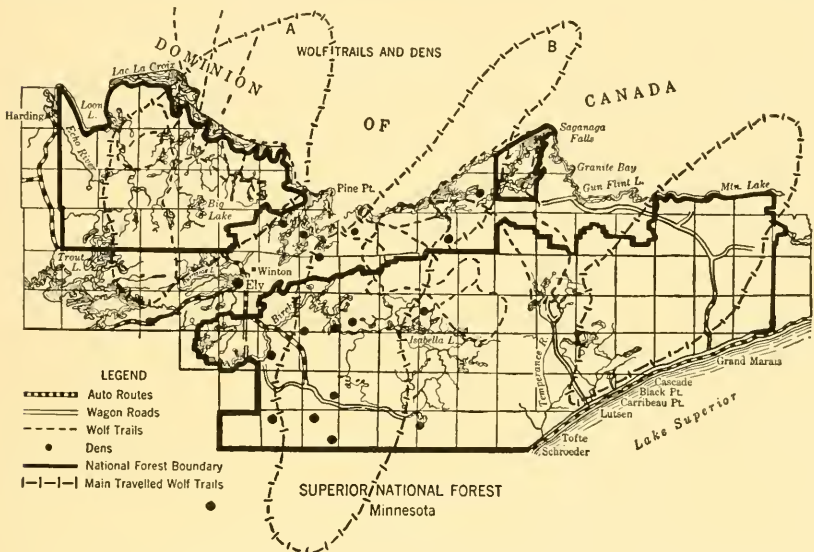 A
B
WOLF TRAILS AND DENS
DOMINION
OF
CANADA
Lac La Croix
Loon L.
Harding
Echo River
Saganaga Falls
Granite Bay
Gun Flint L.
Mtn. Lake
Pine Pt.
Big Lake
Trout L.
Winton
Ely
Isabella L.
Temperance R.
Grand Marais
Cascade
Black Pt.
Carribeau Pt.
Lutsen
Tofte
Schroeder
Lake Superior
LEGEND
Auto Routes
Wagon Roads
Wolf Trails
Dens
National Forest Boundary
Main Travelled Wolf Trails
SUPERIOR NATIONAL FOREST
Minnesota